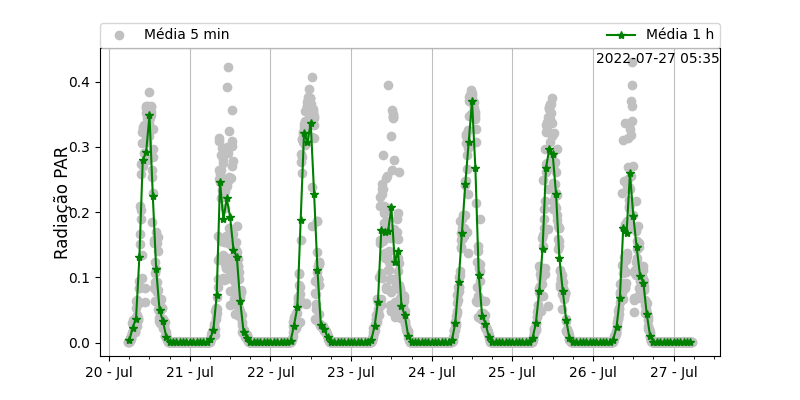 Média 5 min Média 1 h
2022-07-27 05:35
Radiação PAR
0.4
0.3
0.2
0.1
0.0
20 - Jul 21 - Jul 22 - Jul 23 - Jul 24 - Jul 25 - Jul 26 - Jul 27 - Jul